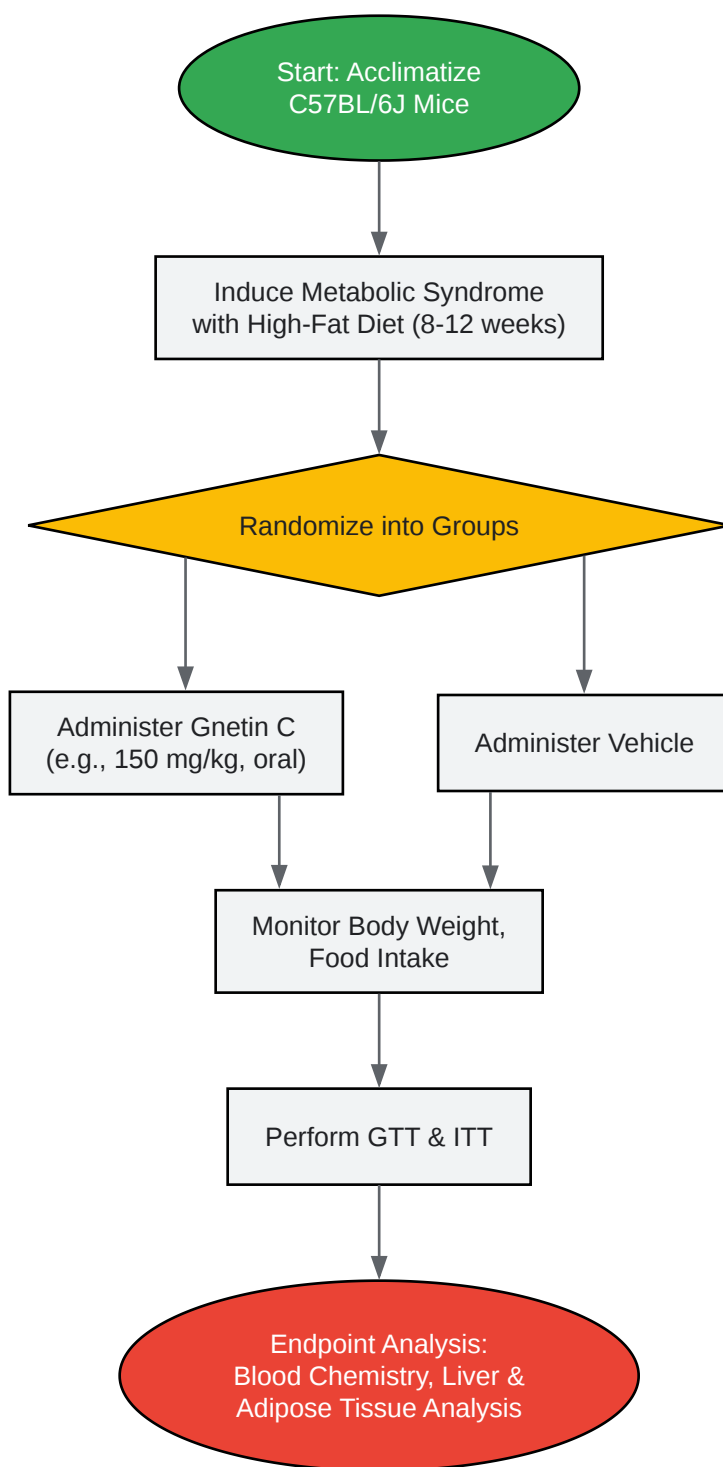 Start: Acclimatize
C57BL/6J Mice
Induce Metabolic Syndrome
with High-Fat Diet (8-12 weeks)
Randomize into Groups
Administer Gnetin C
(e.g., 150 mg/kg, oral)
Administer Vehicle
Monitor Body Weight,
Food Intake
Perform GTT & ITT
Endpoint Analysis:
Blood Chemistry, Liver &
Adipose Tissue Analysis